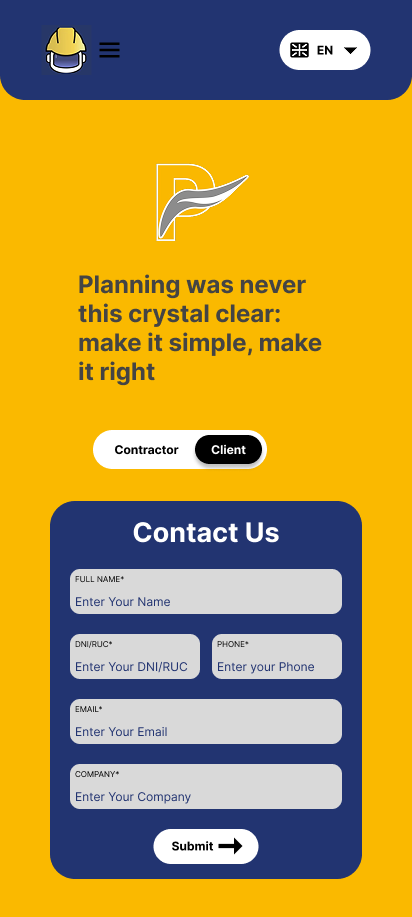 EN
P
Planning was never
this crystal clear:
make it simple, make
it right
Contractor Client
Contact Us
FULL NAME*
Enter Your Name
DNI/RUC* PHONE*
Enter Your DNI/RUC Enter your Phone
EMAIL*
Enter Your Email
COMPANY*
Enter Your Company
Submit